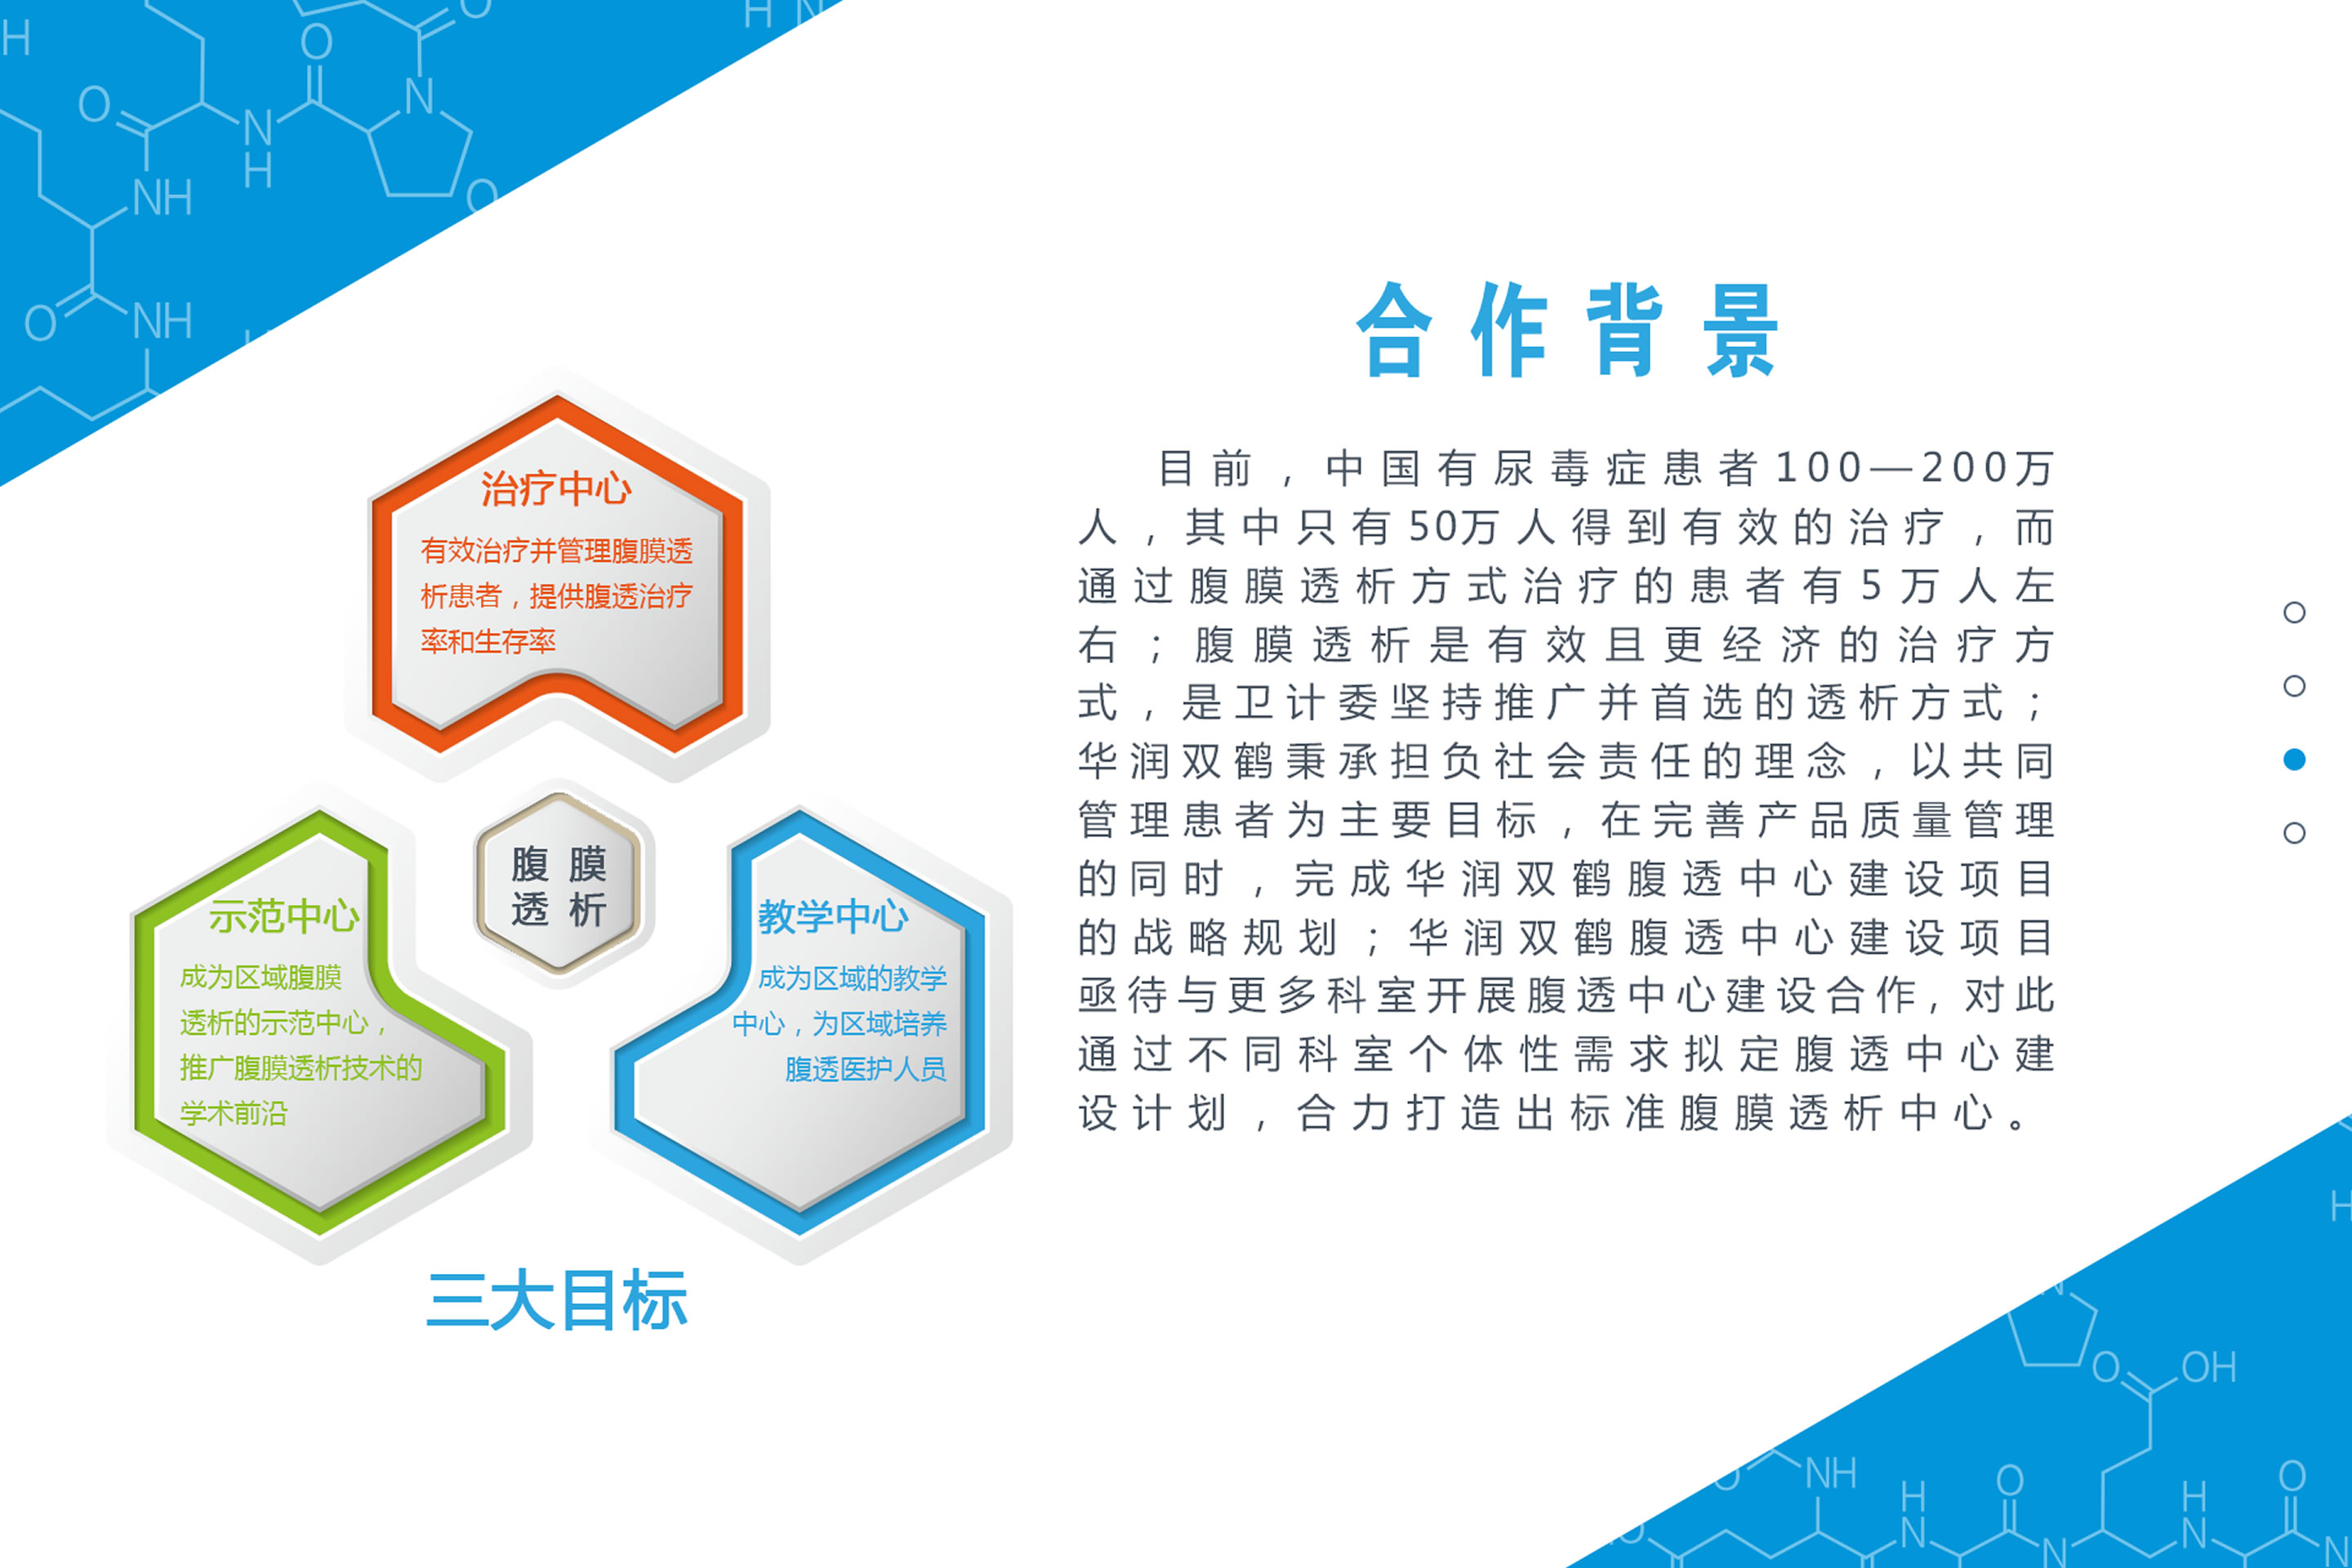 H
O
O
N
H
NH
O
N
O
O
NH
H N
治疗中心
有效治疗并管理腹膜透
析患者，提供腹透治疗
率和生存率
腹 膜
透 析
示范中心
成为区域腹膜
透析的示范中心，
推广腹膜透析技术的
学术前沿
教学中心
成为区域的教学
中心，为区域培养
腹透医护人员
三大目标
合作背景
目前，中国有尿毒症患者100—200万
人，其中只有50万人得到有效的治疗，而
通过腹膜透析方式治疗的患者有5万人左
右；腹膜透析是有效且更经济的治疗方
式，是卫计委坚持推广并首选的透析方式；
华润双鹤秉承担负社会责任的理念，以共同
管理患者为主要目标，在完善产品质量管理
的同时，完成华润双鹤腹透中心建设项目
的战略规划；华润双鹤腹透中心建设项目
亟待与更多科室开展腹透中心建设合作，对此
通过不同科室个体性需求拟定腹透中心建
设计划，合力打造出标准腹膜透析中心。
H
O
OH
NH
H
N
O
N
H
N
O
N